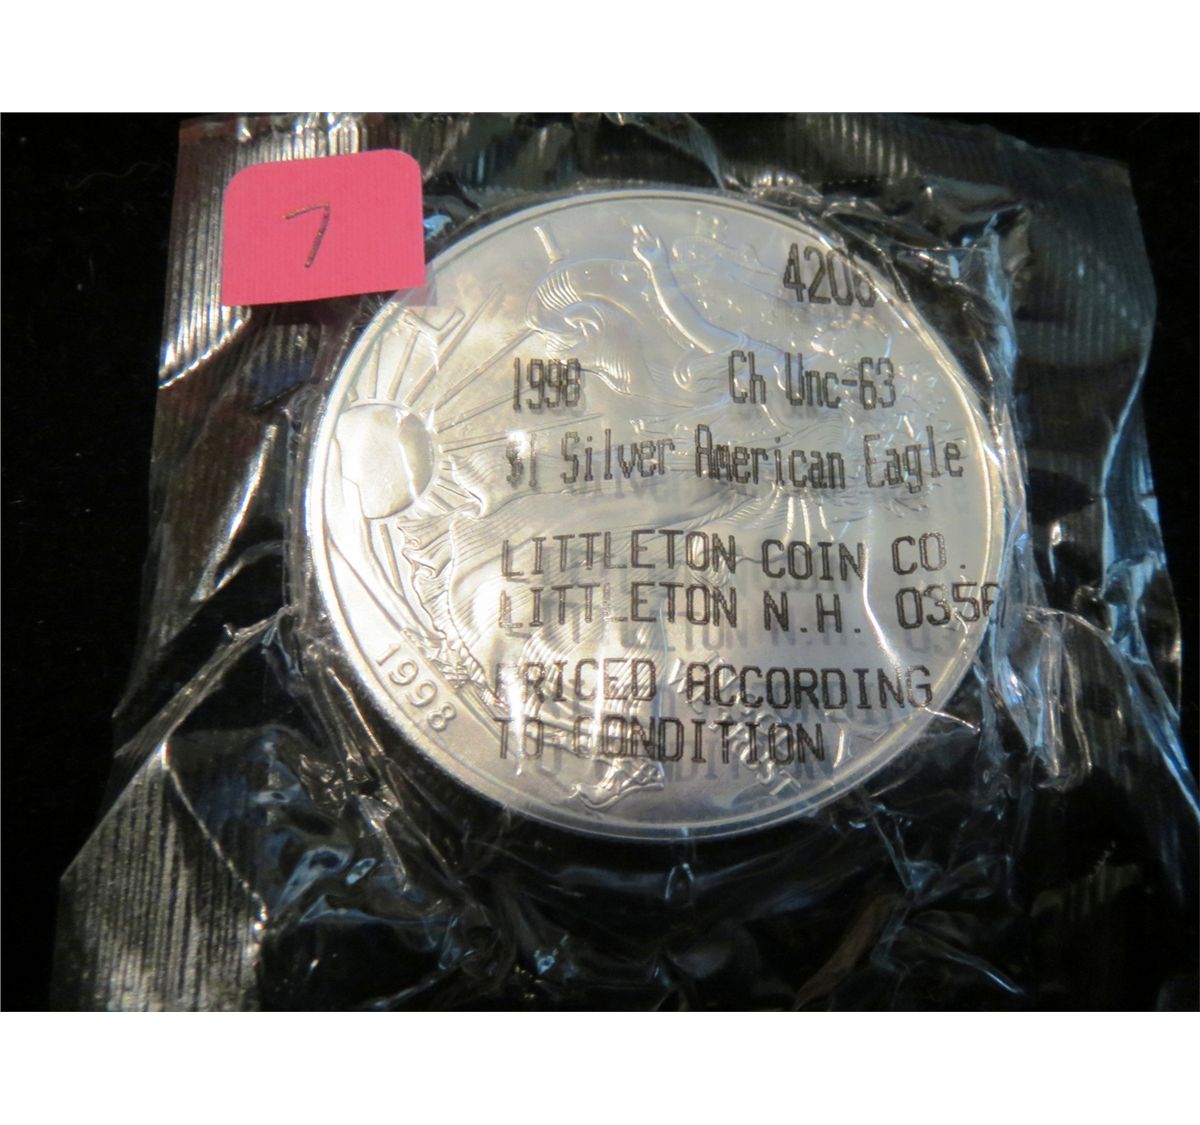 7
1998 Ch Unc-63
$1 Silver American Eagle
LITTLETON COIN CO.
LITTLETON N.H.
PRICED ACCORDING
TO CONDITION
L I
1998